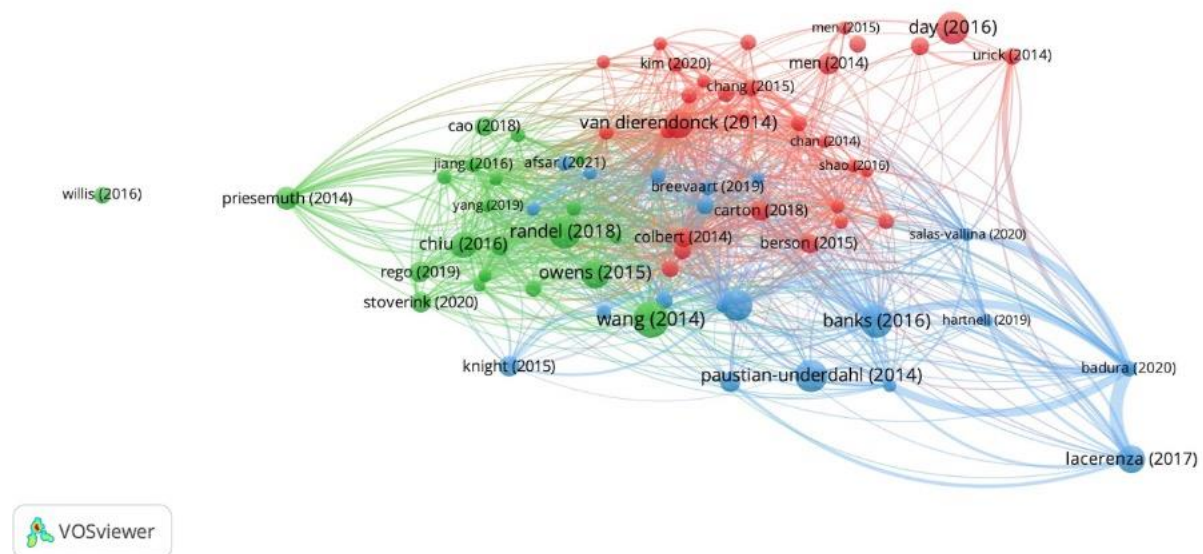 men (2015)
day (2016)
urick (2014)
kim (2020)
men (2014)
chang (2015)
van dierendonck (2014)
cao (2018)
chan (2014)
jiang (2016)
afsar (2021)
shao (2016)
breevaart (2019)
willis (2016)
priesemuth (2014)
yang (2019)
carton (2018)
randel (2018)
colbert (2014)
salas-vallina (2020)
chiu (2016)
berson (2015)
rego (2019)
owens (2015)
stoverink (2020)
wang (2014)
banks (2016)
hartnell (2019)
knight (2015)
paustian-underdahl (2014)
badura (2020)
lacerenza (2017)
VOSviewer